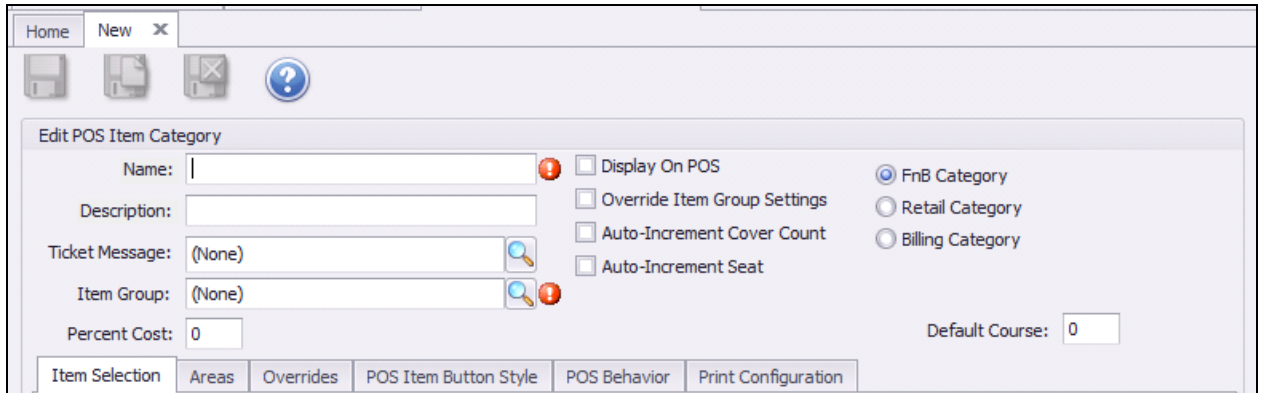 Home New
Edit POS Item Category
Name:
Display On POS
FnB Category
Override Item Group Settings
Description:
Retail Category
Auto-Increment Cover Count
Billing Category
Ticket Message: (None)
Auto-Increment Seat
Item Group: (None)
Percent Cost: 0
Default Course: 0
Item Selection Areas Overrides POS Item Button Style POS Behavior Print Configuration